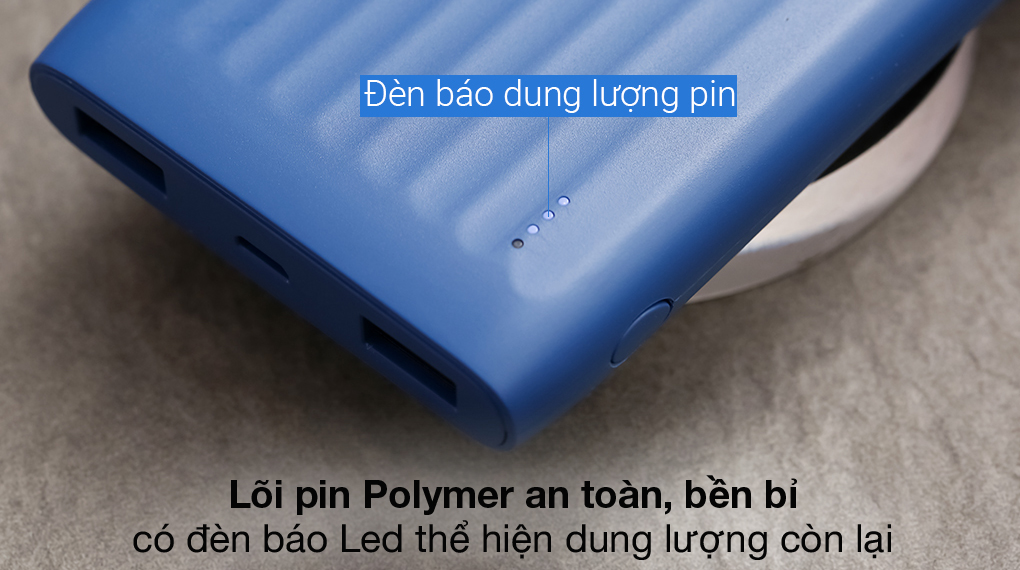 Đèn báo dung lượng pin
Lõi pin Polymer an toàn, bền bỉ
có đèn báo Led thể hiện dung lượng còn lại